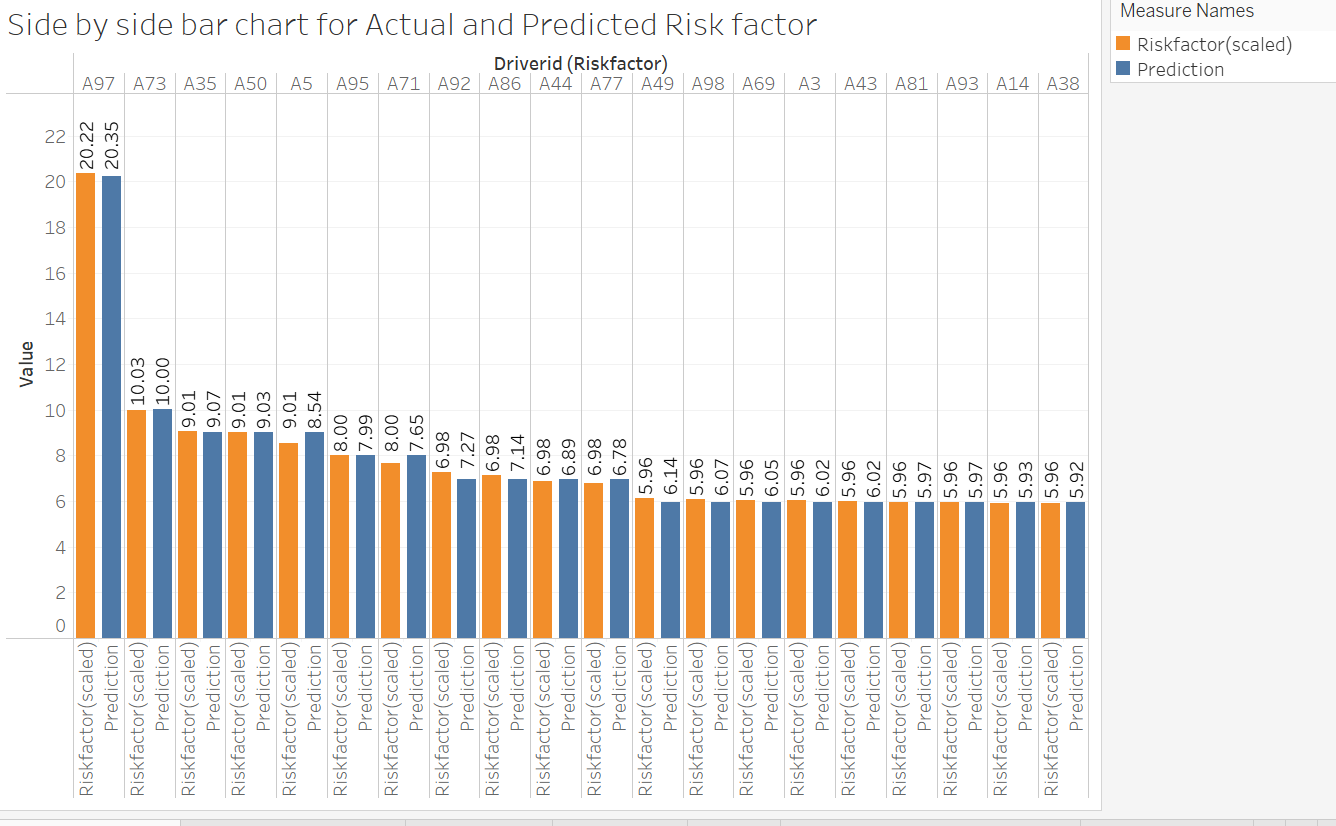 Side by side bar chart for Actual and Predicted Risk factor
Measure Names
Riskfactor(scaled)
Prediction
Driverid (Riskfactor)
A97 A73 A35 A50 A5 A95 A71 A92 A86 A44 A77 A49 A98 A69 A3 A43 A81 A93 A14 A38
Value
22
20
18
16
14
12
10
8
6
4
2
0
20.22 20.35 10.03 10.00 9.01 9.07 9.01 9.03 9.01 8.54 8.00 7.99 8.00 7.65 6.98 7.27 6.98 7.14 6.98 6.89 6.98 6.78 5.96 6.14 5.96 6.07 5.96 6.05 5.96 6.02 5.96 6.02 5.96 5.97 5.96 5.97 5.96 5.93 5.96 5.92
Riskfactor(scaled) Prediction Riskfactor(scaled) Prediction Riskfactor(scaled) Prediction Riskfactor(scaled) Prediction Riskfactor(scaled) Prediction Riskfactor(scaled) Prediction Riskfactor(scaled) Prediction Riskfactor(scaled) Prediction Riskfactor(scaled) Prediction Riskfactor(scaled) Prediction Riskfactor(scaled) Prediction Riskfactor(scaled) Prediction Riskfactor(scaled) Prediction Riskfactor(scaled) Prediction Riskfactor(scaled) Prediction Riskfactor(scaled) Prediction Riskfactor(scaled) Prediction Riskfactor(scaled) Prediction Riskfactor(scaled) Prediction Riskfactor(scaled) Prediction